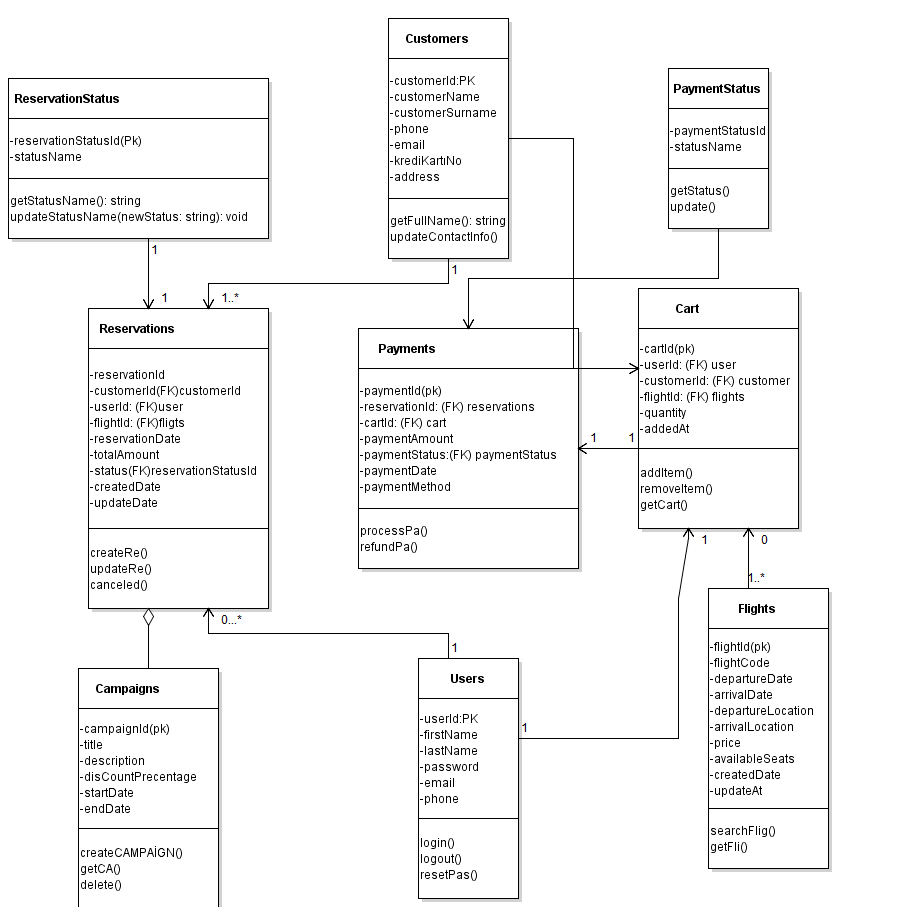 Customers
-customerId:PK
-customerName
-customerSurname
-phone
-email
-krediKartıNo
-address
getFullName(): string
updateContactInfo()
1
ReservationStatus
-reservationStatusId(Pk)
-statusName
getStatusName(): string
updateStatusName(newStatus: string): void
1
1
1..*
PaymentStatus
-paymentStatusId
-statusName
getStatus()
update()
Reservations
-reservationId
-customerId(FK)customerId
-userId: (FK)user
-flightId: (FK)fligts
-reservationDate
-totalAmount
-status(FK)reservationStatusId
-createdDate
-updateDate
createRe()
updateRe()
canceled()
0...*
Payments
-paymentId(pk)
-reservationId: (FK) reservations
-cartId: (FK) cart
-paymentAmount
-paymentStatus:(FK) paymentStatus
-paymentDate
-paymentMethod
processPa()
refundPa()
1
1
Cart
-cartId(pk)
-userId: (FK) user
-customerId: (FK) customer
-flightId: (FK) flights
-quantity
-addedAt
addItem()
removeItem()
getCart()
1
0
1..*
Campaigns
-campaignId(pk)
-title
-description
-disCountPrecentage
-startDate
-endDate
createCAMPAİGN()
getCA()
delete()
1
Users
-userId:PK
-firstName
-lastName
-password
-email
-phone
login()
logout()
resetPas()
1
Flights
-flightId(pk)
-flightCode
-departureDate
-arrivalDate
-departureLocation
-arrivalLocation
-price
-availableSeats
-createdDate
-updateAt
searchFlig()
getFli()